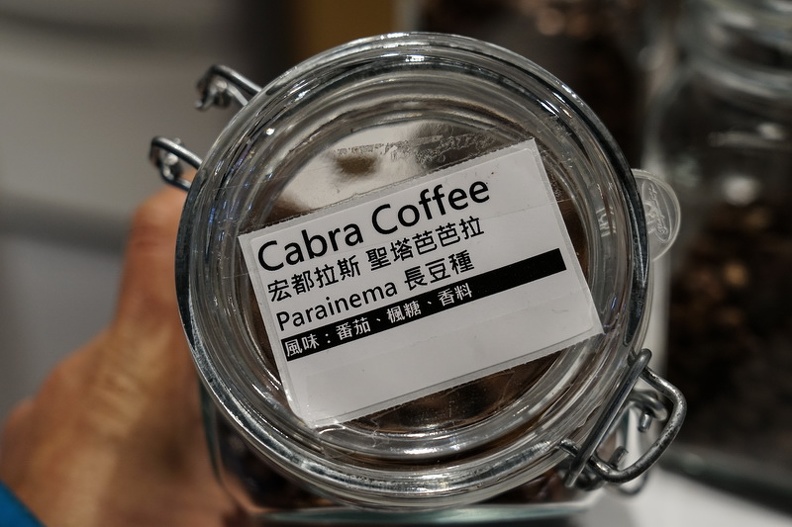 Cabra Coffee
宏都拉斯 聖塔芭芭拉
Parainema 長豆種
風味：番茄、楓糖、香料